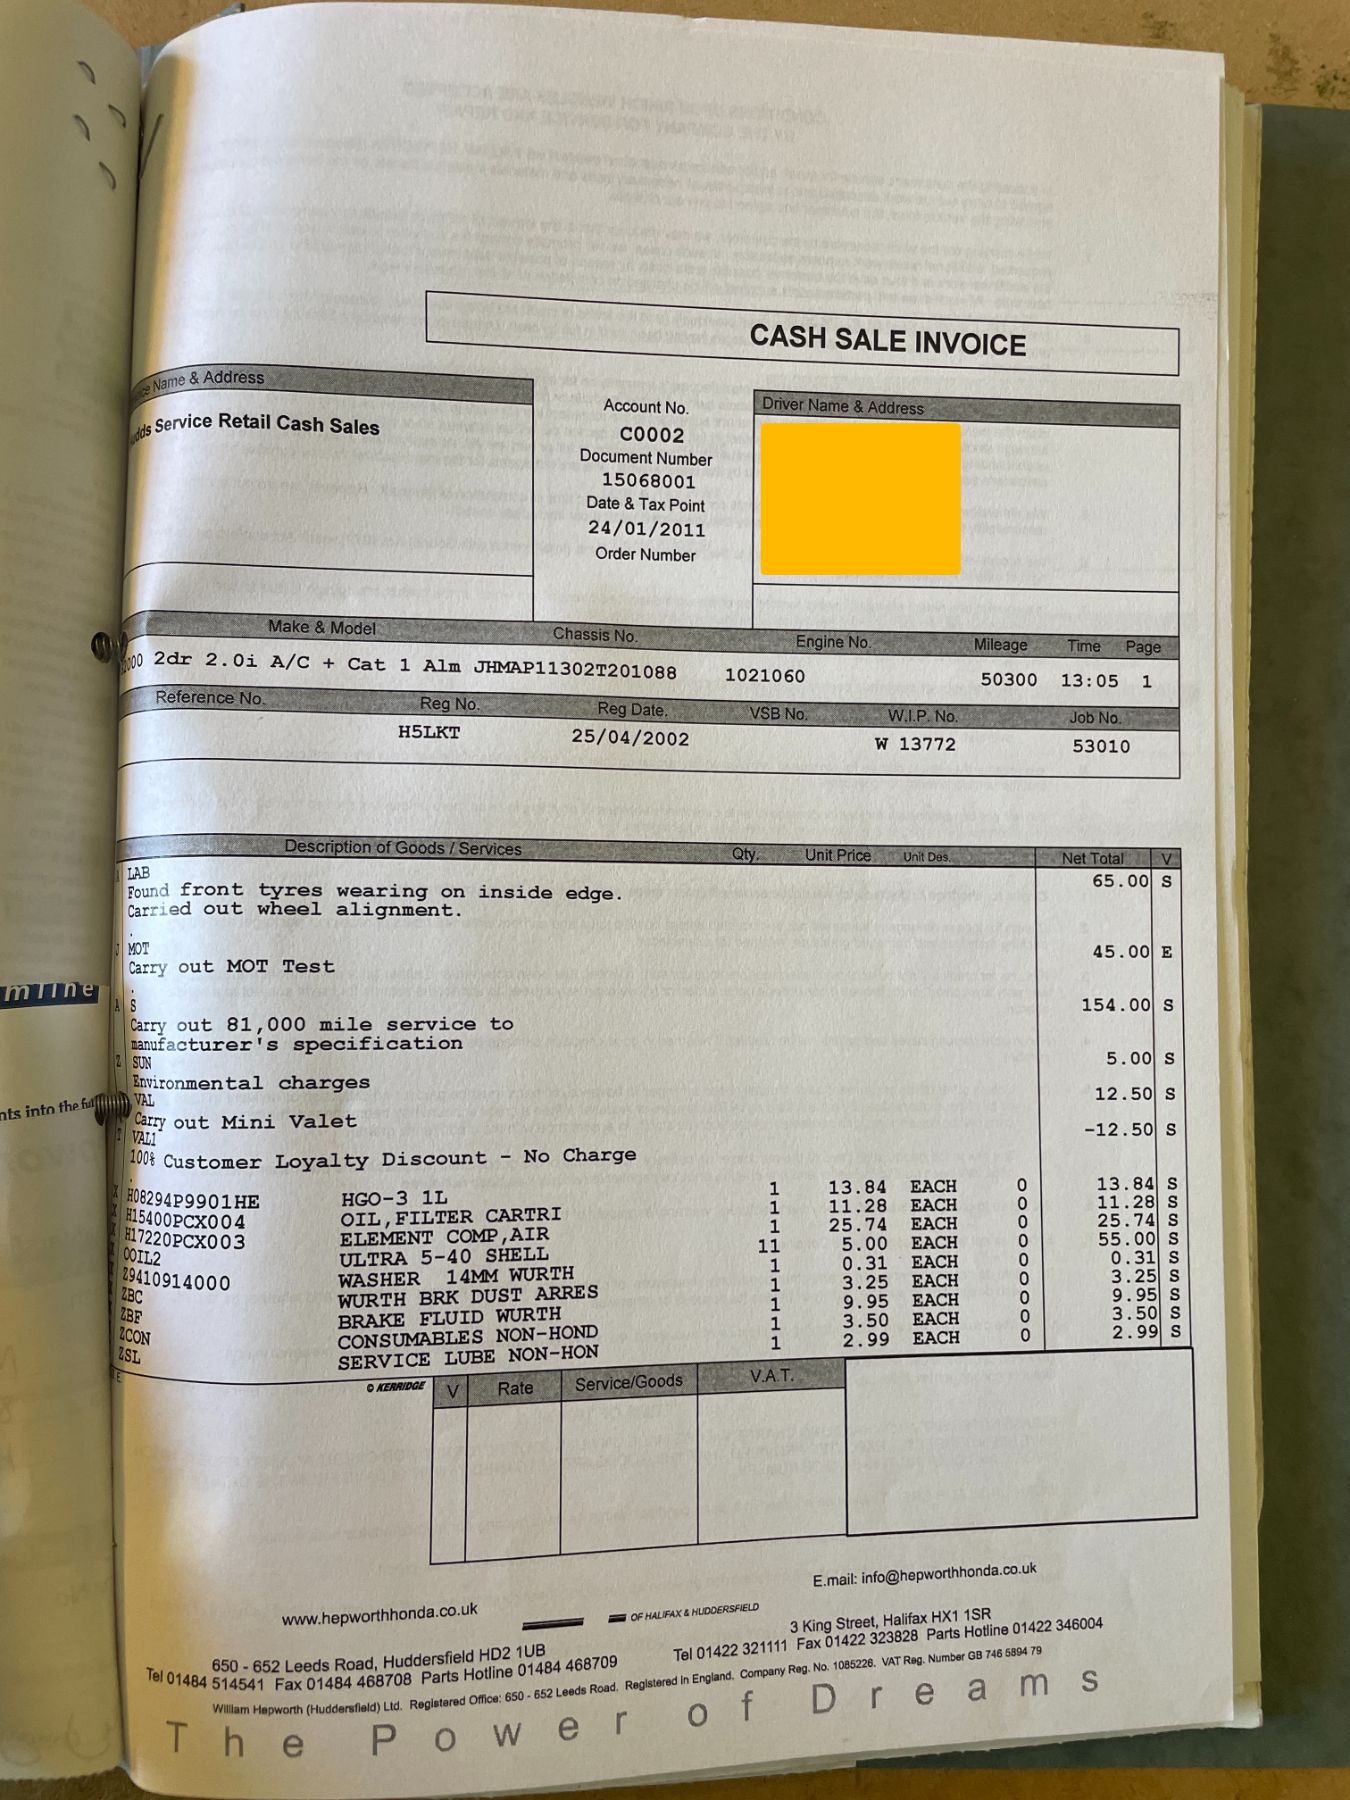 CASH SALE INVOICE
Name & Address
Service Retail Cash Sales
Account No.
C0002
Document Number
15068001
Date & Tax Point
24/01/2011
Order Number
Driver Name & Address
Make & Model Chassis No. Engine No. Mileage Time Page
2dr 2.0i A/C + Cat 1 Alm JHMAP11302T201088 1021060 50300 13:05 1
Reference No. Reg No. Reg Date. VSB No. W.I.P. No. Job No.
H5LKT 25/04/2002 W 13772 53010
Description of Goods / Services Qty. Unit Price Unit Des. Net Total V
LAB 65.00 S
Found front tyres wearing on inside edge.
Carried out wheel alignment.
.
J MOT 45.00 E
Carry out MOT Test
.
A S 154.00 S
Carry out 81,000 mile service to
manufacturer's specification
Z SUN 5.00 S
Environmental charges
VAL 12.50 S
Carry out Mini Valet
T VAL1 -12.50 S
100% Customer Loyalty Discount - No Charge
.
H08294P9901HE HGO-3 1L 1 13.84 EACH 0 13.84 S
H15400PCX004 OIL,FILTER CARTRI 1 11.28 EACH 0 11.28 S
H17220PCX003 ELEMENT COMP,AIR 1 25.74 EACH 0 25.74 S
OOIL2 ULTRA 5-40 SHELL 11 5.00 EACH 0 55.00 S
Z9410914000 WASHER 14MM WURTH 1 0.31 EACH 0 0.31 S
ZBC WURTH BRK DUST ARRES 1 3.25 EACH 0 3.25 S
ZBF BRAKE FLUID WURTH 1 9.95 EACH 0 9.95 S
ZCON CONSUMABLES NON-HOND 1 3.50 EACH 0 3.50 S
ZSL SERVICE LUBE NON-HON 1 2.99 EACH 0 2.99 S
© KERRIDGE V Rate Service/Goods V.A.T.
E.mail: info@hepworthhonda.co.uk
www.hepworthhonda.co.uk OF HALIFAX & HUDDERSFIELD
650 - 652 Leeds Road, Huddersfield HD2 1UB
Tel 01484 514541 Fax 01484 468708 Parts Hotline 01484 468709
3 King Street, Halifax HX1 1SR
Tel 01422 321111 Fax 01422 323828 Parts Hotline 01422 346004
William Hepworth (Huddersfield) Ltd. Registered Office: 650 - 652 Leeds Road. Registered In England. Company Reg. No. 1085226. VAT Reg. Number GB 746 5894 79
The Power of Dreams